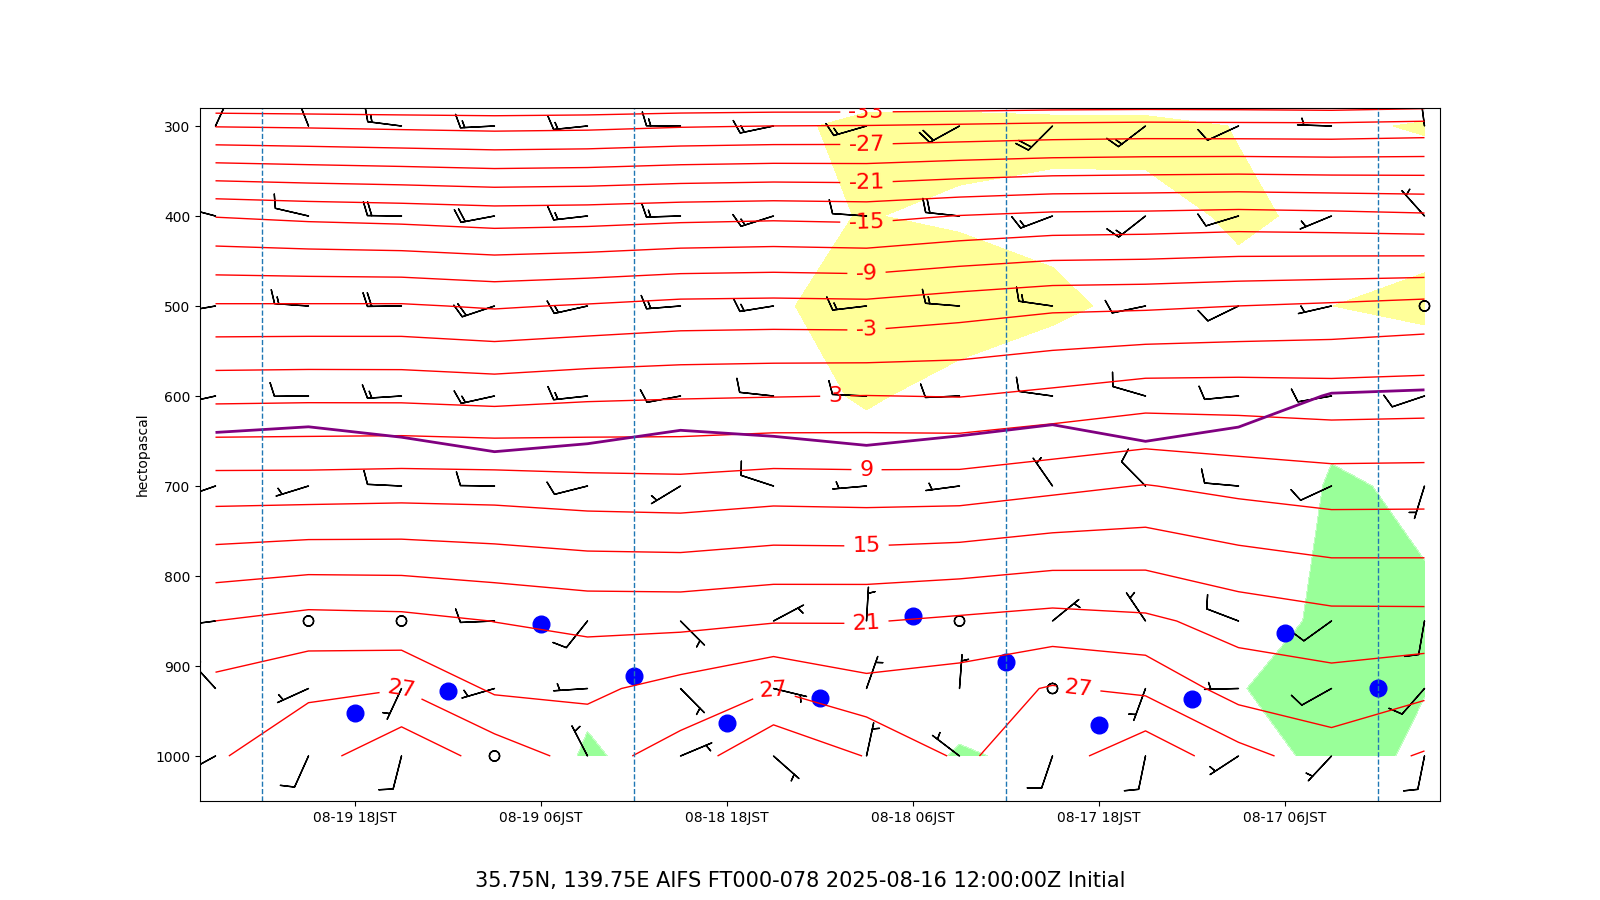 -33
300
-27
-21
400
-15
-9
500
-3
600
3
hectopascal
9
700
15
800
21
900
27
27
27
1000
08-19 18JST
08-19 06JST
08-18 18JST
08-18 06JST
08-17 18JST
08-17 06JST
35.75N, 139.75E AIFS FT000-078 2025-08-16 12:00:00Z Initial